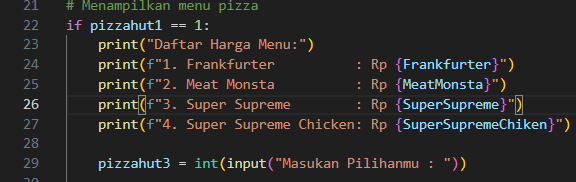 21 # Menampilkan menu pizza
22 if pizzahut1 == 1:
23     print("Daftar Harga Menu:")
24     print(f"1. Frankfurter         : Rp {Frankfurter}")
25     print(f"2. Meat Monsta         : Rp {MeatMonsta}")
26     print(f"3. Super Supreme       : Rp {SuperSupreme}")
27     print(f"4. Super Supreme Chicken: Rp {SuperSupremeChiken}")
28
29     pizzahut3 = int(input("Masukan Pilihanmu : "))